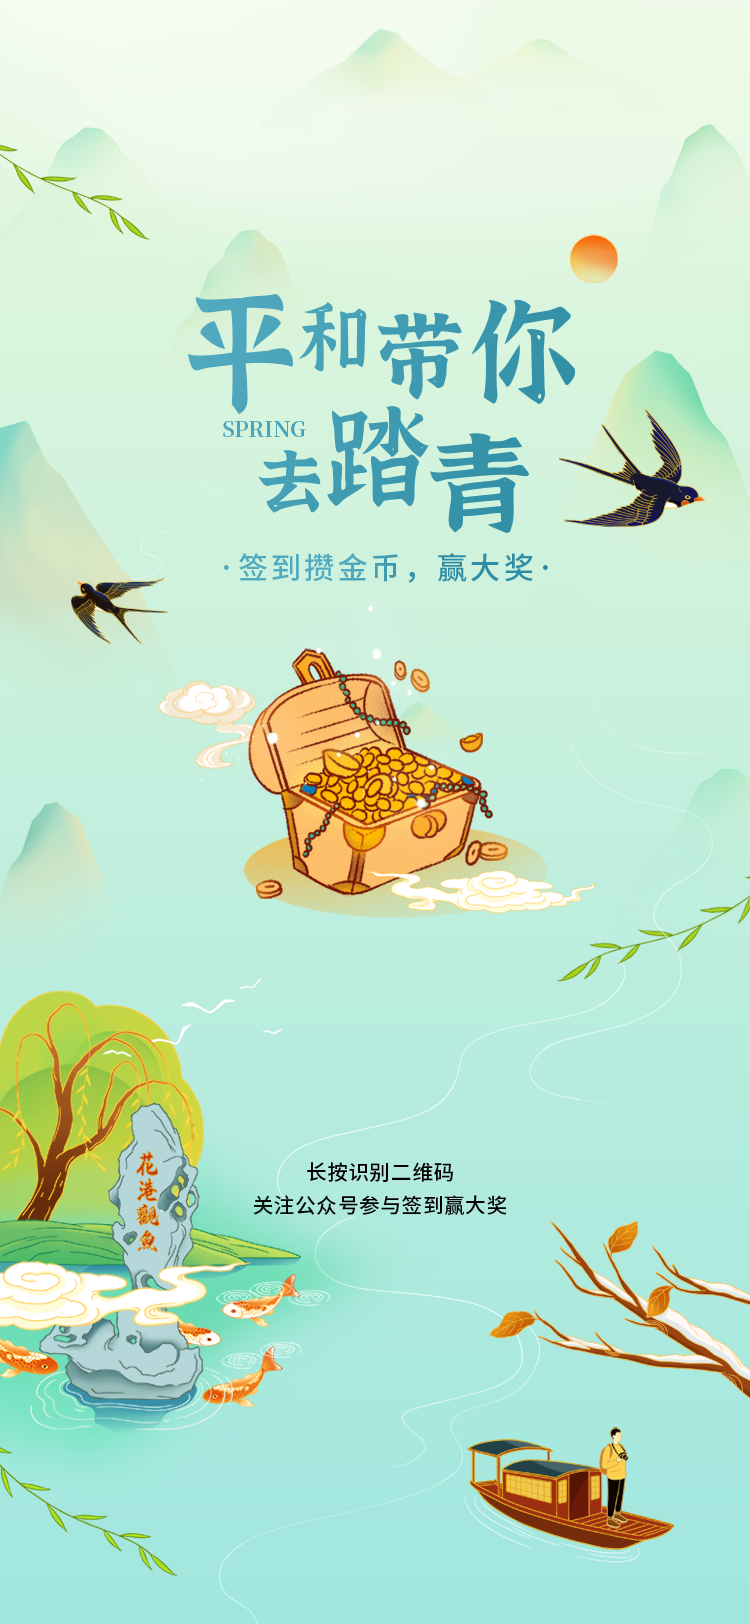 平和带你
SPRING
去踏青
·签到攒金币，赢大奖·
花港觀魚
长按识别二维码
关注公众号参与签到赢大奖